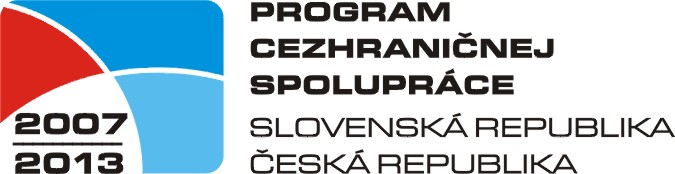 PROGRAM
CEZHRANIČNEJ
SPOLUPRÁCE
SLOVENSKÁ REPUBLIKA
ČESKÁ REPUBLIKA
2007
2013